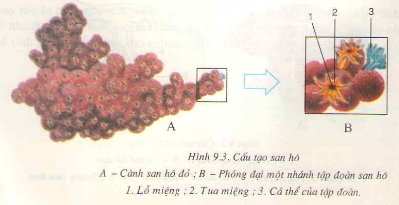 1
2
3
A
B
Hình 9.3. Cấu tạo san hô
A – Cành san hô đỏ ; B – Phóng đại một nhánh tập đoàn san hô
1. Lỗ miệng ; 2. Tua miệng ; 3. Cá thể của tập đoàn.